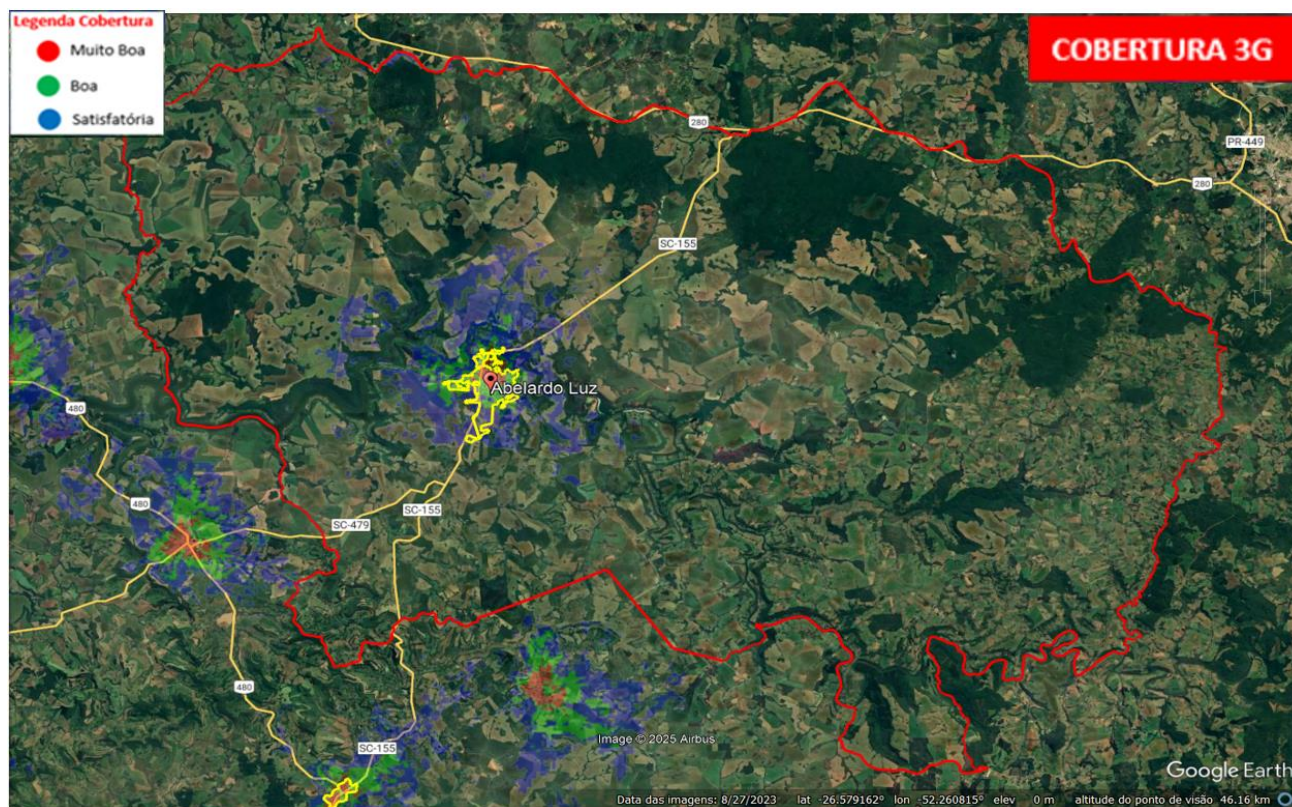 Legenda Cobertura
Muito Boa
Boa
Satisfatória
COBERTURA 3G
280
PR-449
280
SC-155
Abelardo Luz
480
480
SC-479
SC-155
480
SC-155
Image © 2025 Airbus
Google Earth
Data das imagens: 8/27/2023 lat -26.579162° lon -52.260815° elev 0 m altitude do ponto de visão 46.16 km